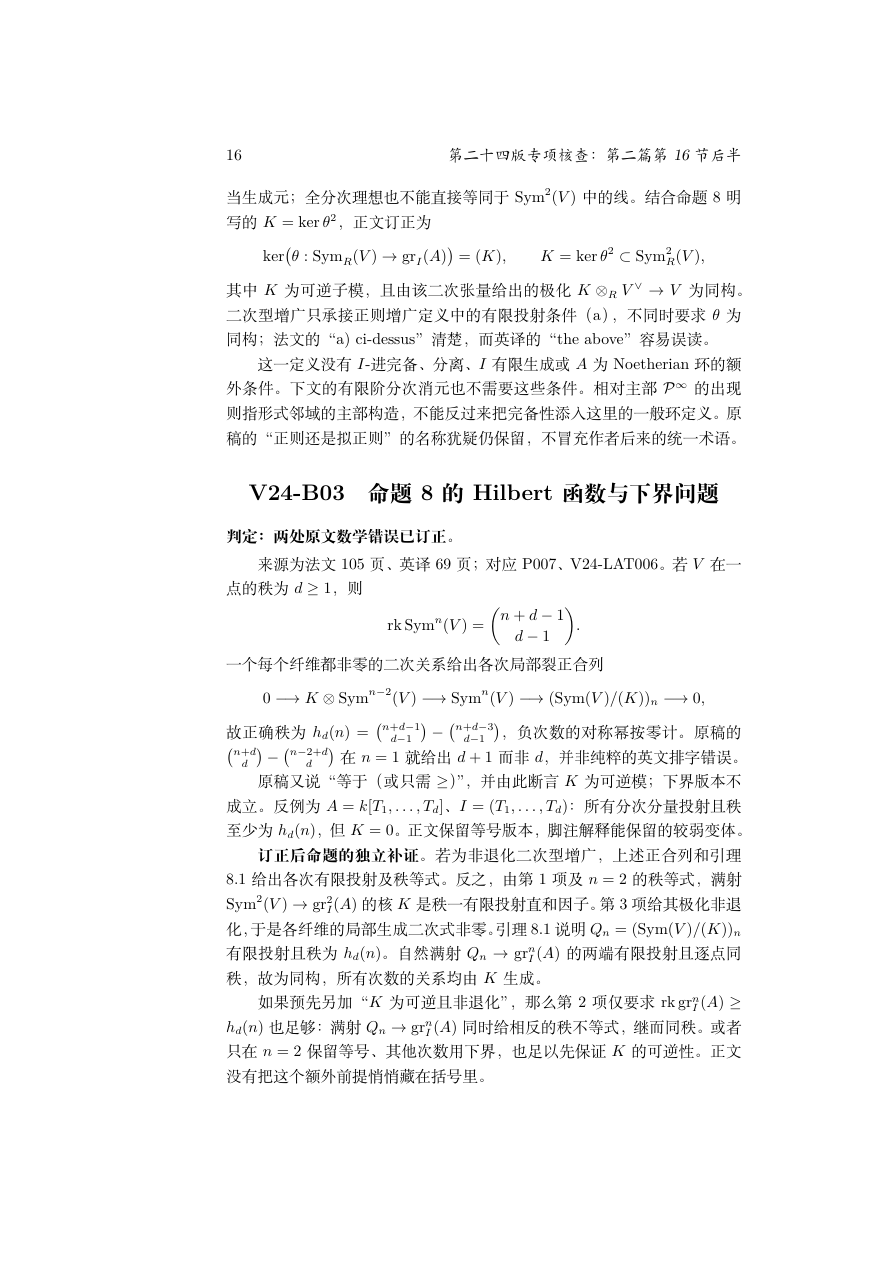 16 第二十四版专项核查：第二篇第 16 节后半
当生成元；全分次理想也不能直接等同于 Sym²(V) 中的线。结合命题 8 明
写的 K = ker θ²，正文订正为
ker(θ : Sym_R(V) → gr_I(A)) = (K), K = ker θ² ⊂ Sym²_R(V),
其中 K 为可逆子模，且由该二次张量给出的极化 K ⊗_R V^∨ → V 为同构。
二次型增广只承接正则增广定义中的有限投射条件（a），不同时要求 θ 为
同构；法文的“a) ci-dessus”清楚，而英译的“the above”容易误读。
这一定义没有 I-进完备、分离、I 有限生成或 A 为 Noetherian 环的额
外条件。下文的有限阶分次消元也不需要这些条件。相对主部 𝒫^∞ 的出现
则指形式邻域的主部构造，不能反过来把完备性添入这里的一般环定义。原
稿的“正则还是拟正则”的名称犹疑仍保留，不冒充作者后来的统一术语。
V24-B03 命题 8 的 Hilbert 函数与下界问题
判定：两处原文数学错误已订正。
来源为法文 105 页、英译 69 页；对应 P007、V24-LAT006。若 V 在一
点的秩为 d ≥ 1，则
rk Symⁿ(V) = \binom{n + d − 1}{d − 1}.
一个每个纤维都非零的二次关系给出各次局部裂正合列
0 ⟶ K ⊗ Sym^{n−2}(V) ⟶ Symⁿ(V) ⟶ (Sym(V)/(K))_n ⟶ 0,
故正确秩为 h_d(n) = \binom{n+d−1}{d−1} − \binom{n+d−3}{d−1}，负次数的对称幂按零计。原稿的
\binom{n+d}{d} − \binom{n−2+d}{d} 在 n = 1 就给出 d + 1 而非 d，并非纯粹的英文排字错误。
原稿又说“等于（或只需 ≥）”，并由此断言 K 为可逆模；下界版本不
成立。反例为 A = k[T₁, . . . , T_d]、I = (T₁, . . . , T_d)：所有分次分量投射且秩
至少为 h_d(n)，但 K = 0。正文保留等号版本，脚注解释能保留的较弱变体。
订正后命题的独立补证。若为非退化二次型增广，上述正合列和引理
8.1 给出各次有限投射及秩等式。反之，由第 1 项及 n = 2 的秩等式，满射
Sym²(V) → gr²_I(A) 的核 K 是秩一有限投射直和因子。第 3 项给其极化非退
化，于是各纤维的局部生成二次式非零。引理 8.1 说明 Q_n = (Sym(V)/(K))_n
有限投射且秩为 h_d(n)。自然满射 Q_n → grⁿ_I(A) 的两端有限投射且逐点同
秩，故为同构，所有次数的关系均由 K 生成。
如果预先另加“K 为可逆且非退化”，那么第 2 项仅要求 rk grⁿ_I(A) ≥
h_d(n) 也足够：满射 Q_n → grⁿ_I(A) 同时给相反的秩不等式，继而同秩。或者
只在 n = 2 保留等号、其他次数用下界，也足以先保证 K 的可逆性。正文
没有把这个额外前提悄悄藏在括号里。